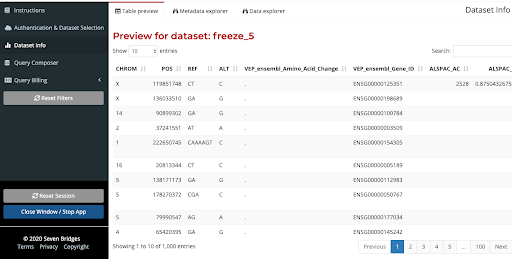 Instructions
Authentication & Dataset Selection
Dataset Info
Query Composer
Query Billing
Reset Filters
Reset Session
Close Window / Stop App
© 2020 Seven Bridges
Terms Privacy Copyright
Table preview Metadata explorer Data explorer Dataset Info
Preview for dataset: freeze_5
Show 10 entries Search:
CHROM POS REF ALT VEP_ensembl_Amino_Acid_Change VEP_ensembl_Gene_ID ALSPAC_AC ALSPAC_
X 119851748 CT C . ENSG00000125351 2528 0.8750432675
X 136033510 GA G . ENSG00000198689
14 90899302 GA G . ENSG00000100784
2 37241551 AT A . ENSG00000003509
1 222650745 CAAAAGT C . ENSG00000154305
16 20813344 CT C . ENSG00000005189
5 138171173 GA G . ENSG00000112983
5 178270372 CGA C . ENSG00000050767
5 79990547 AG A . ENSG00000177034
4 65420395 GA G . ENSG00000145242
Showing 1 to 10 of 1,000 entries Previous 1 2 3 4 5 ... 100 Next